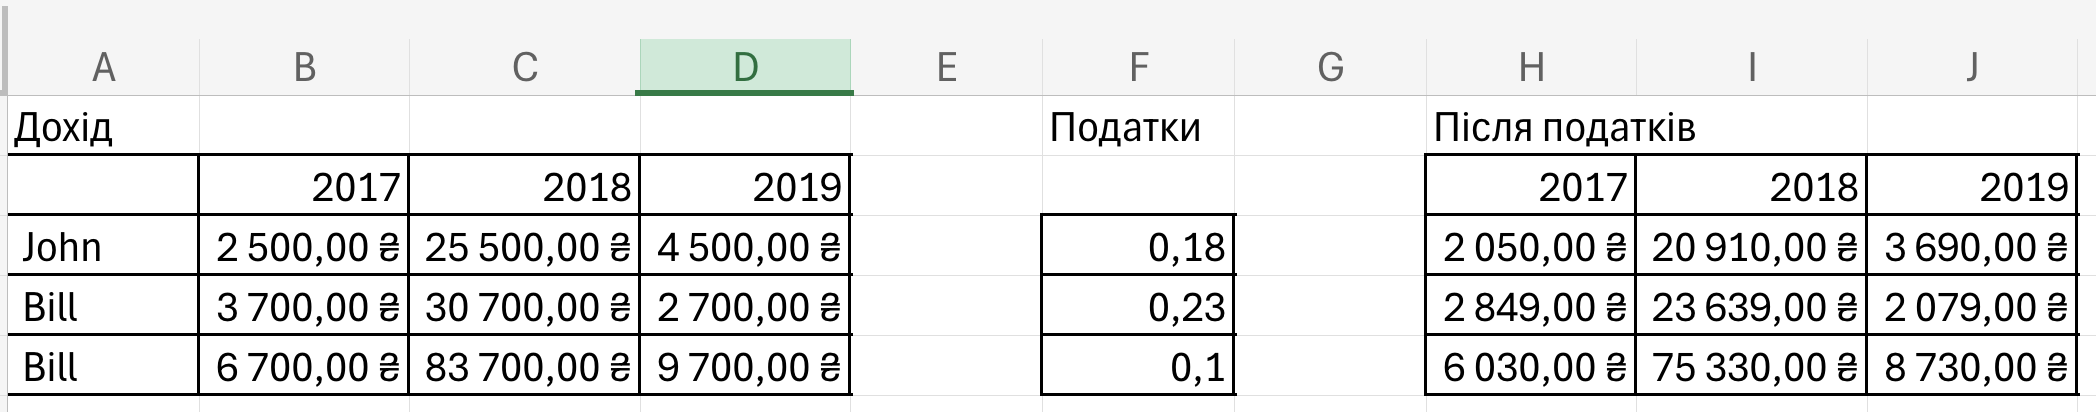 A B C D E F G H I J
Дохід Податки Після податків
2017 2018 2019 2017 2018 2019
John 2 500,00 ₴ 25 500,00 ₴ 4 500,00 ₴ 0,18 2 050,00 ₴ 20 910,00 ₴ 3 690,00 ₴
Bill 3 700,00 ₴ 30 700,00 ₴ 2 700,00 ₴ 0,23 2 849,00 ₴ 23 639,00 ₴ 2 079,00 ₴
Bill 6 700,00 ₴ 83 700,00 ₴ 9 700,00 ₴ 0,1 6 030,00 ₴ 75 330,00 ₴ 8 730,00 ₴